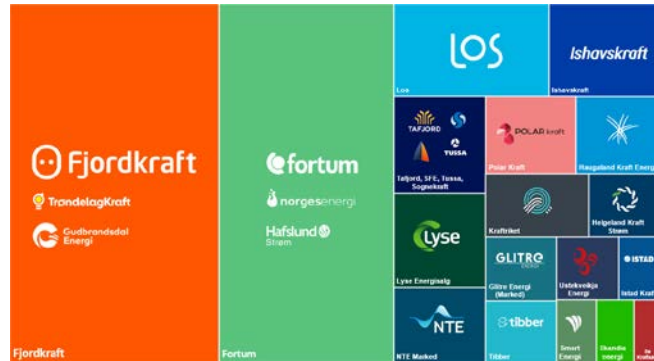 Fjordkraft
TrøndelagKraft
Gudbrandsdal
Energi
Fjordkraft
fortum
norgesenergi
Hafslund
Strøm
Fortum
LOS
Los
Ishavskraft
Ishavskraft
TAFJORD
TUSSA
Tafjord, SFE, Tussa,
Sognekraft
POLAR kraft
Polar Kraft
Haugaland Kraft Energi
Lyse
Lyse Energisalg
Kraftriket
Helgeland Kraft
Strøm
GLITRE
ENERGI
Glitre Energi
(Marked)
Ustekveikja
Energi
ISTAD
Istad Kraft
NTE
NTE Marked
tibber
Tibber
Smart
Energi
Skandia